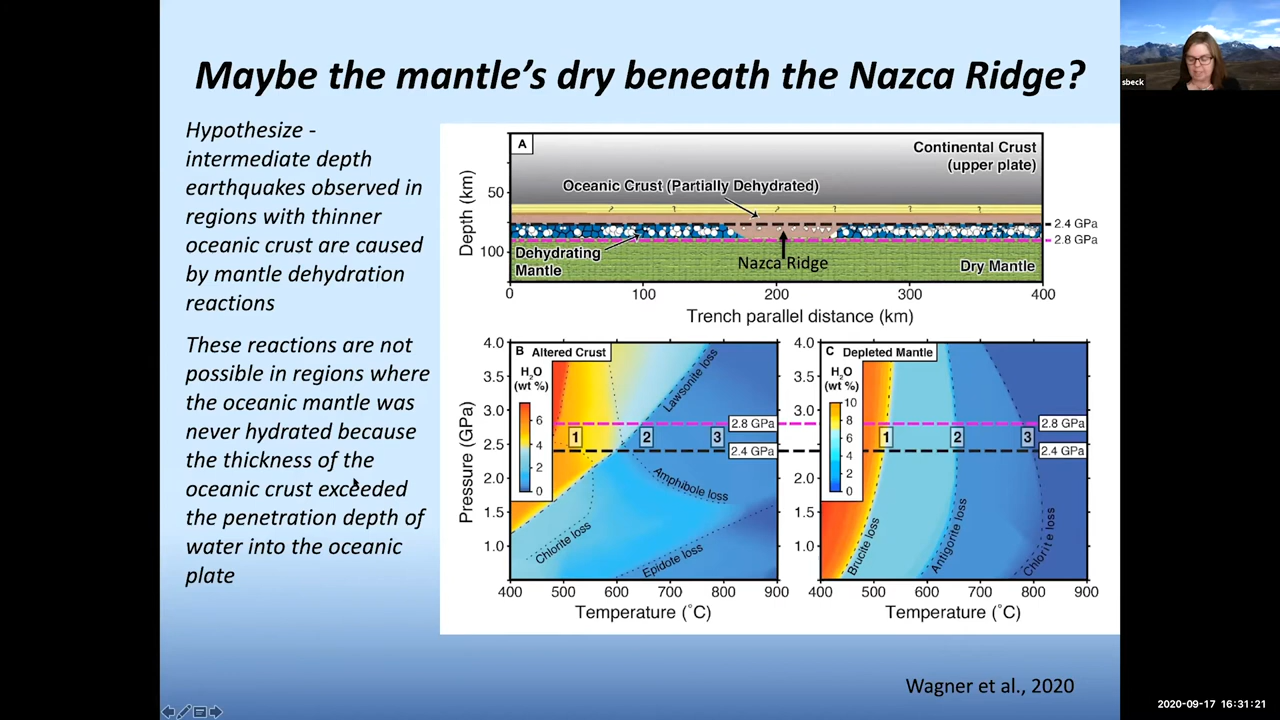 Maybe the mantle's dry beneath the Nazca Ridge?
sbeck
Hypothesize -
intermediate depth
earthquakes observed in
regions with thinner
oceanic crust are caused
by mantle dehydration
reactions
These reactions are not
possible in regions where
the oceanic mantle was
never hydrated because
the thickness of the
oceanic crust exceeded
the penetration depth of
water into the oceanic
plate
A
Continental Crust
(upper plate)
Oceanic Crust (Partially Dehydrated)
Depth (km)
50
100
2.4 GPa
2.8 GPa
Dehydrating
Mantle
Nazca Ridge
Dry Mantle
0
100
200
300
400
Trench parallel distance (km)
B Altered Crust
H2O
(wt %)
6
4
2
0
Pressure (GPa)
4.0
3.5
3.0
2.5
2.0
1.5
1.0
Lawsonite loss
2.8 GPa
1
2
3
2.4 GPa
Amphibole loss
Chlorite loss
Epidote loss
400
500
600
700
800
900
Temperature (°C)
C Depleted Mantle
H2O
(wt %)
10
8
6
4
2
0
4.0
3.5
3.0
2.5
2.0
1.5
1.0
2.8 GPa
1
2
3
2.4 GPa
Brucite loss
Antigorite loss
Chlorite loss
400
500
600
700
800
900
Temperature (°C)
Wagner et al., 2020
2020-09-17 16:31:21